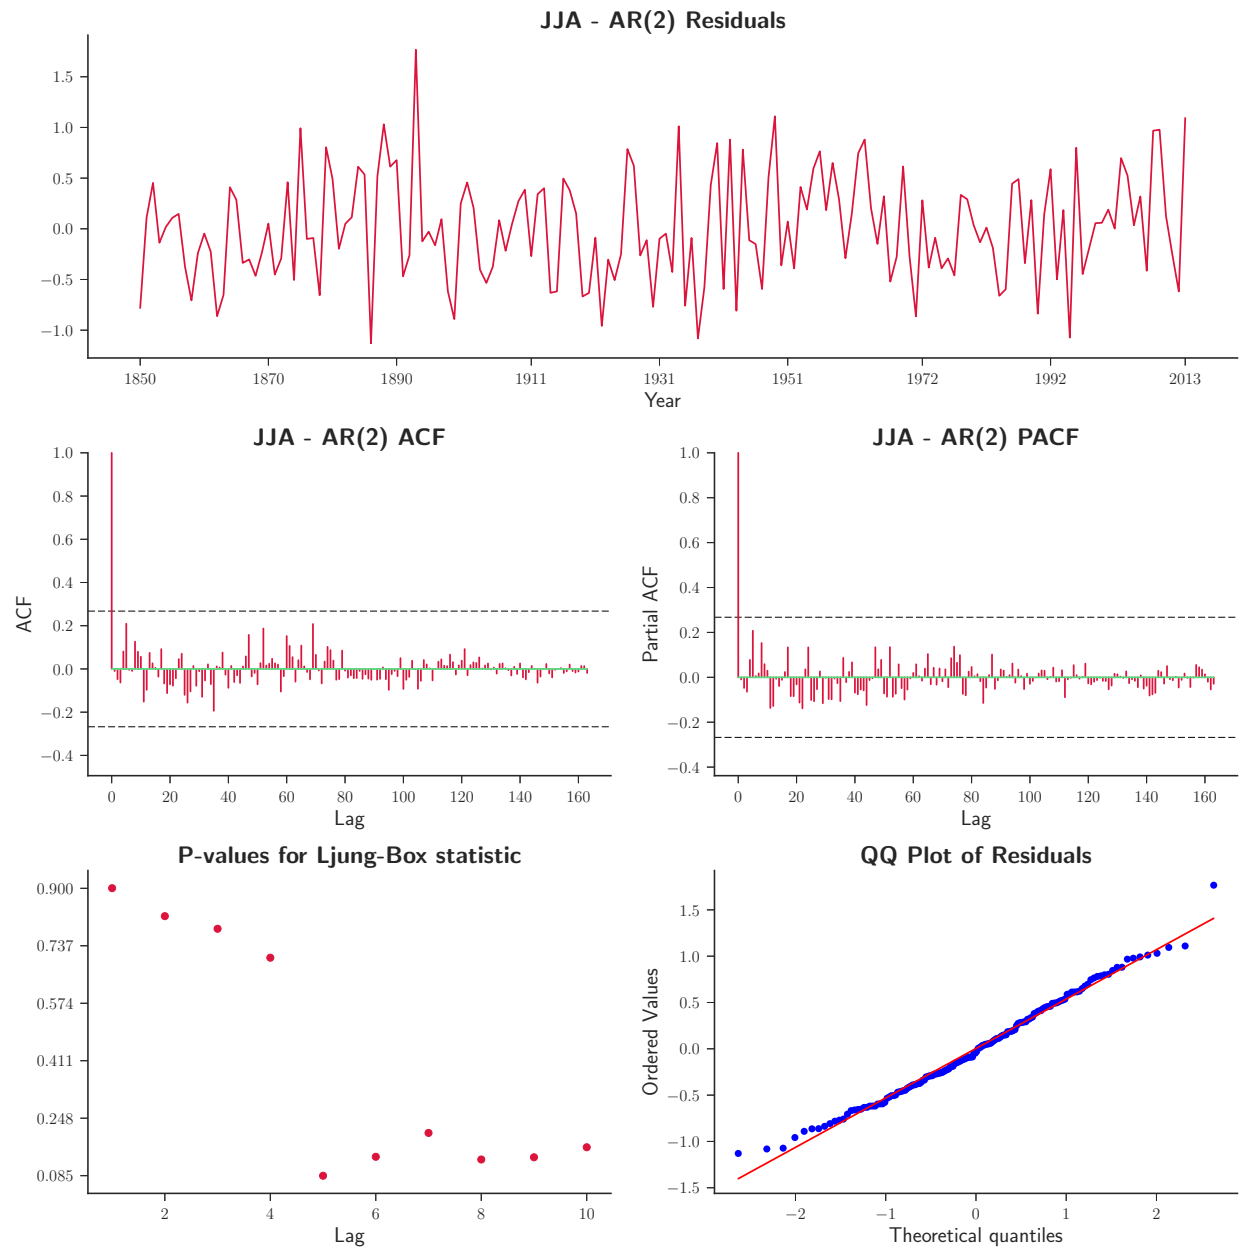 JJA - AR(2) Residuals
1.5
1.0
0.5
0.0
−0.5
−1.0
1850 1870 1890 1911 1931 1951 1972 1992 2013
Year
JJA - AR(2) ACF
ACF
1.0
0.8
0.6
0.4
0.2
0.0
−0.2
−0.4
0 20 40 60 80 100 120 140 160
Lag
JJA - AR(2) PACF
Partial ACF
1.0
0.8
0.6
0.4
0.2
0.0
−0.2
−0.4
0 20 40 60 80 100 120 140 160
Lag
P-values for Ljung-Box statistic
0.900
0.737
0.574
0.411
0.248
0.085
2 4 6 8 10
Lag
QQ Plot of Residuals
Ordered Values
1.5
1.0
0.5
0.0
−0.5
−1.0
−1.5
−2 −1 0 1 2
Theoretical quantiles